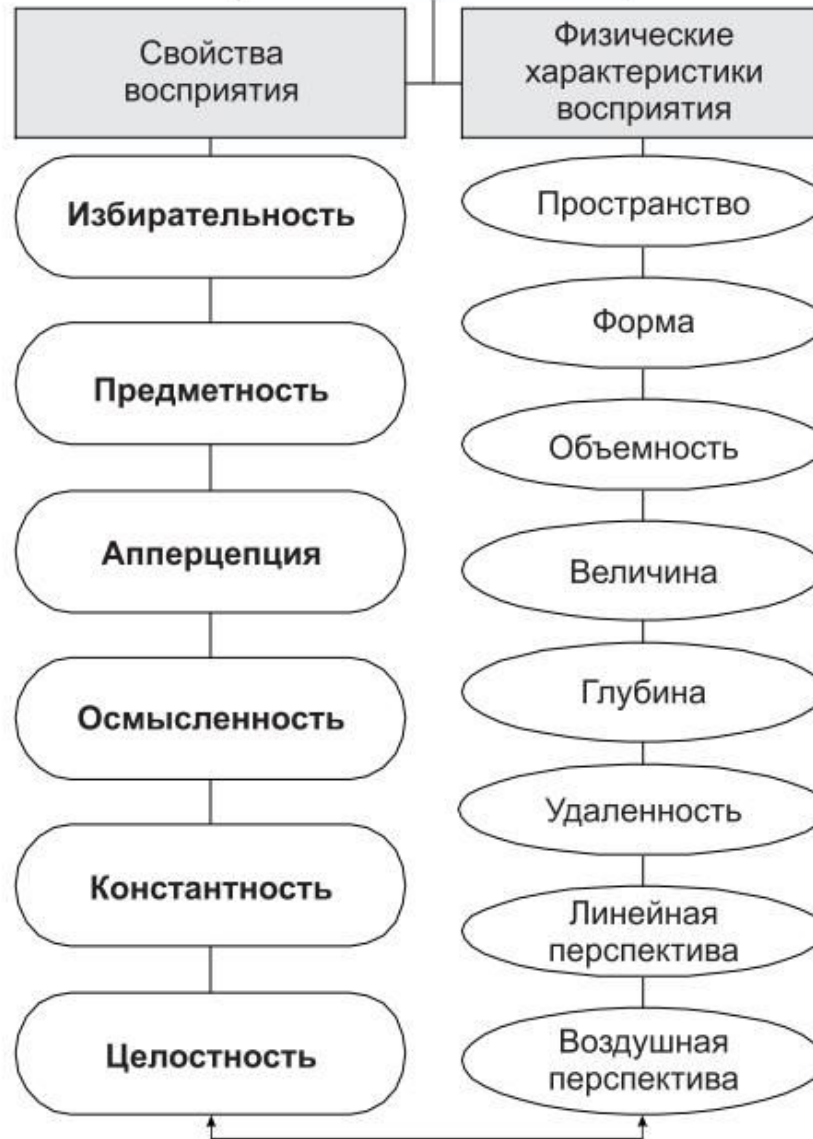 Свойства
восприятия
Избирательность
Предметность
Апперцепция
Осмысленность
Константность
Целостность
Физические
характеристики
восприятия
Пространство
Форма
Объемность
Величина
Глубина
Удаленность
Линейная
перспектива
Воздушная
перспектива